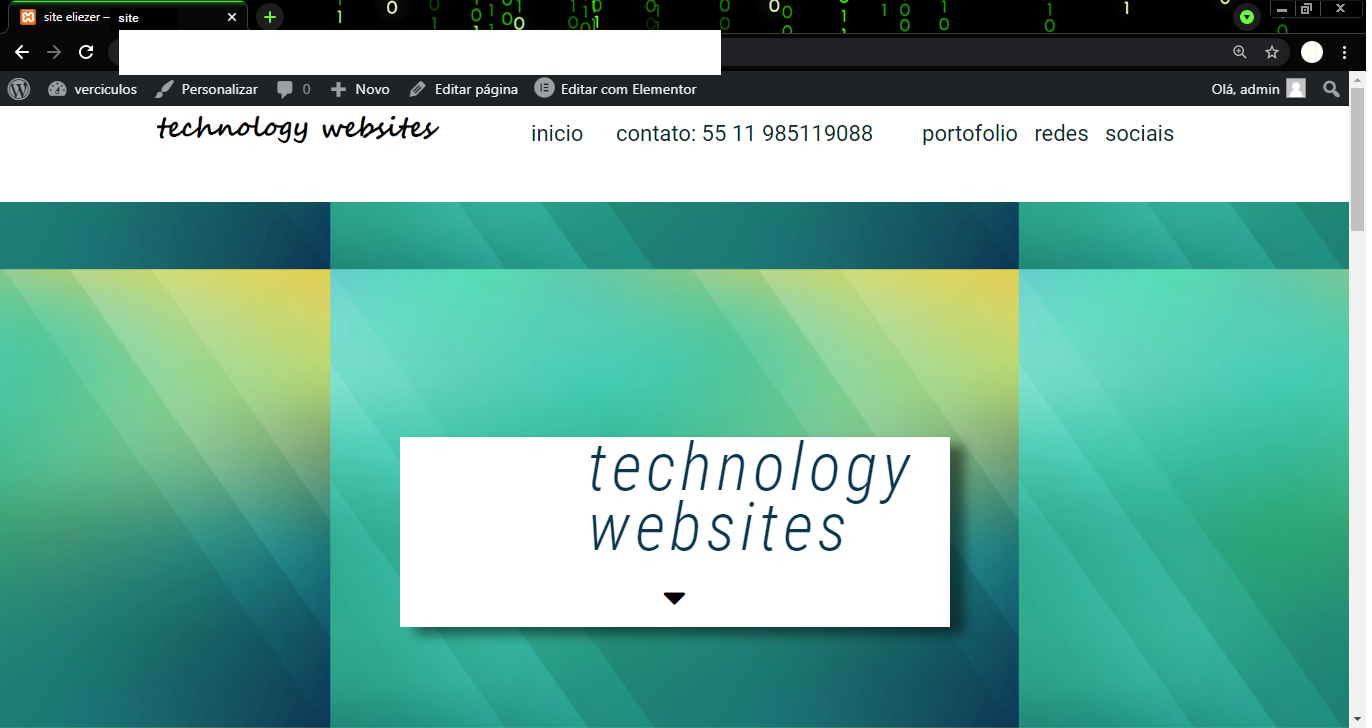 site eliezer – site
verciculos Personalizar 0 Novo Editar página Editar com Elementor Olá, admin
technology websites inicio contato: 55 11 985119088 portofolio redes sociais
technology
websites